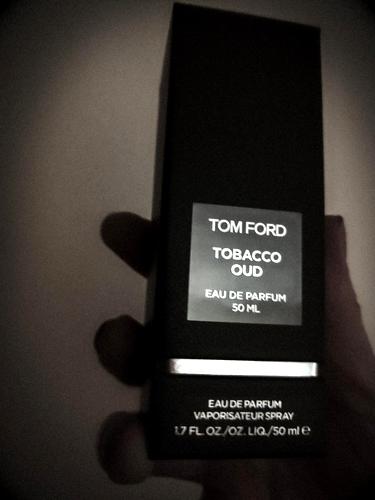 TOM FORD
TOBACCO
OUD
EAU DE PARFUM
50 ML
EAU DE PARFUM
VAPORISATEUR SPRAY
1.7 FL. OZ./OZ. LIQ./50 ml ℮